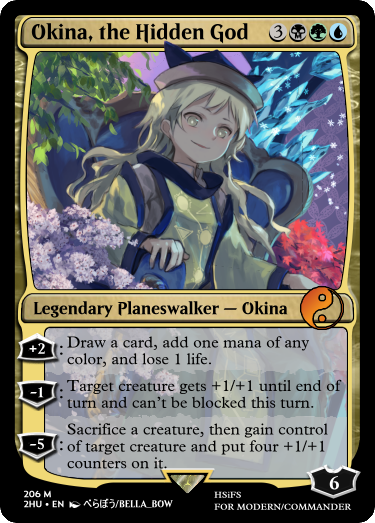 Okina, the Hidden God 3
Legendary Planeswalker — Okina
+2: Draw a card, add one mana of any
color, and lose 1 life.
-1: Target creature gets +1/+1 until end of
turn and can't be blocked this turn.
-5: Sacrifice a creature, then gain control
of target creature and put four +1/+1
counters on it.
6
206 M
2HU • EN べらぼう/BELLA_BOW
HSiFS
FOR MODERN/COMMANDER